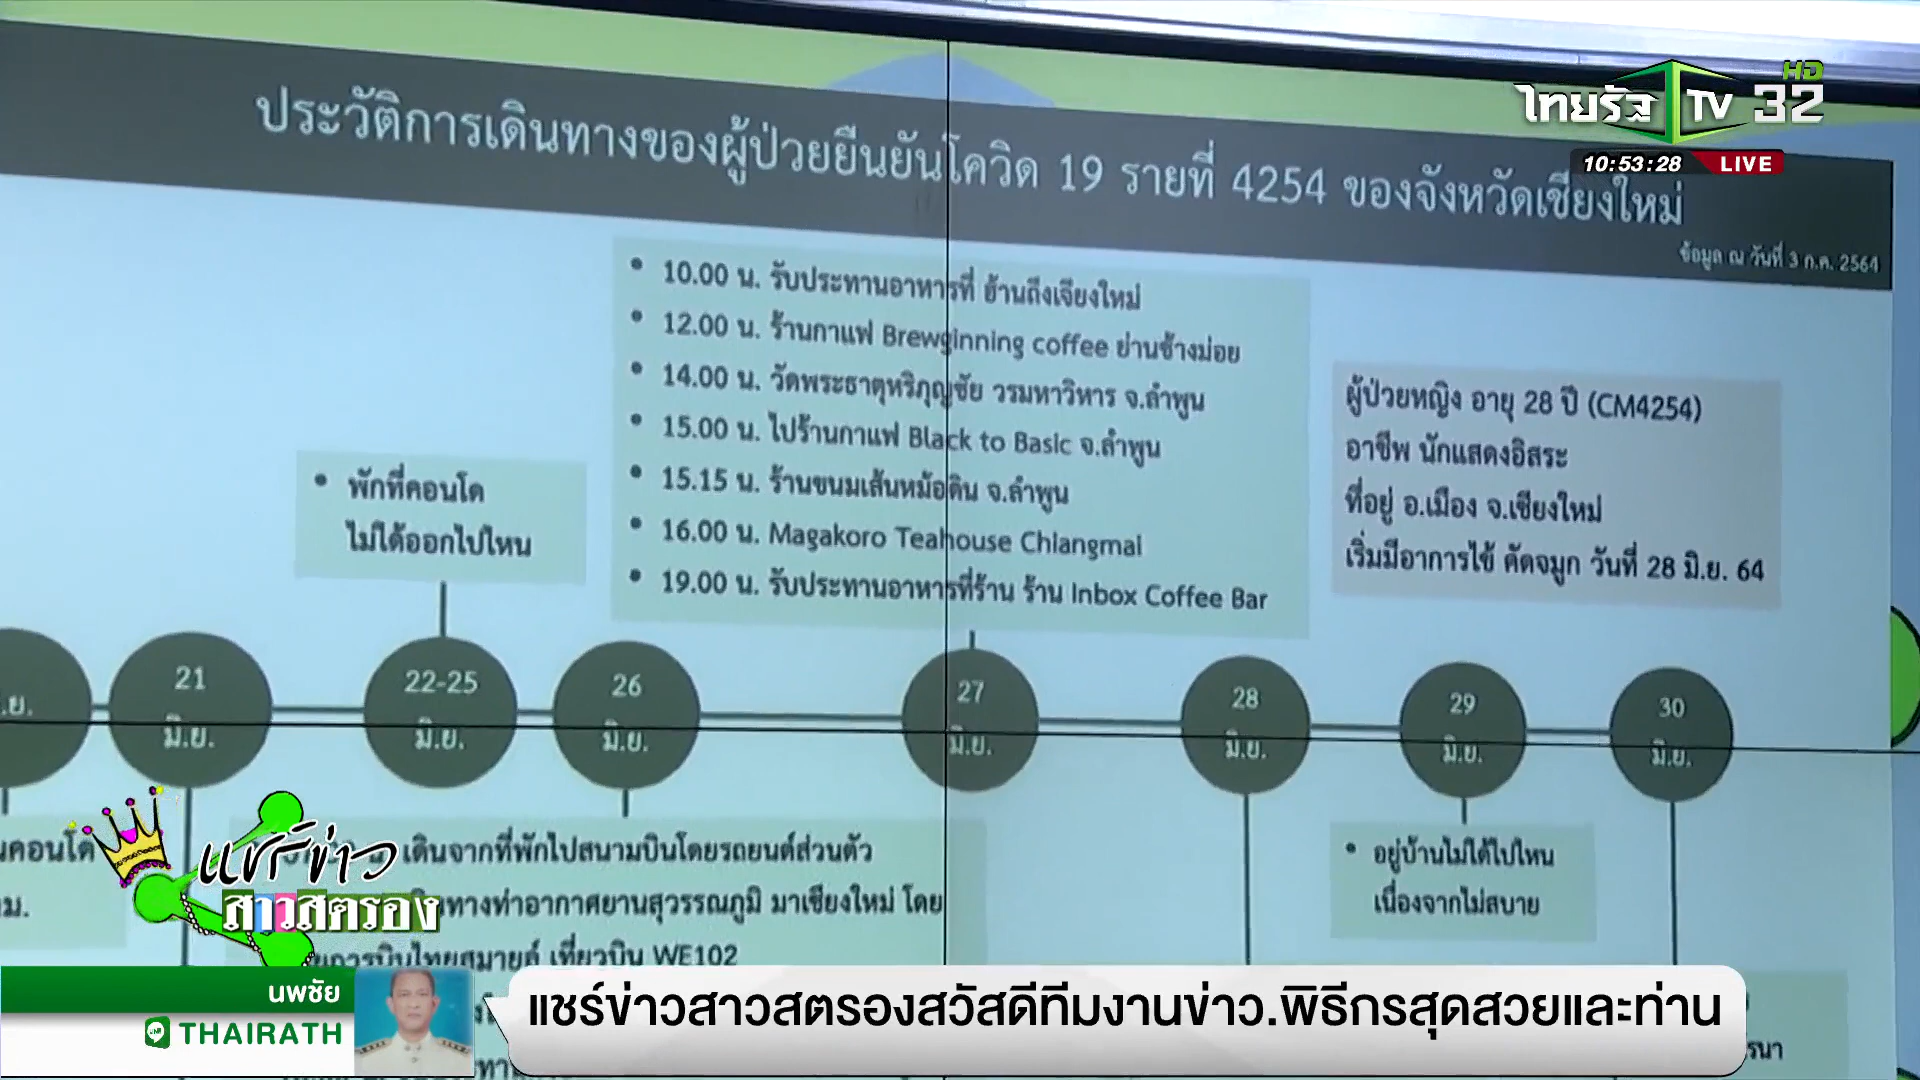 ประวัติการเดินทางของผู้ป่วยยืนยันโควิด 19 รายที่ 4254 ของจังหวัดเชียงใหม่
ข้อมูล ณ วันที่ 3 ก.ค. 2564
ไทยรัฐ TV HD 32
10:53:28 LIVE
• 10.00 น. รับประทานอาหารที่ ฮ้านถึงเจียงใหม่
• 12.00 น. ร้านกาแฟ Brewginning coffee ย่านช้างม่อย
• 14.00 น. วัดพระธาตุหริภุญชัย วรมหาวิหาร จ.ลำพูน
• 15.00 น. ไปร้านกาแฟ Black to Basic จ.ลำพูน
• 15.15 น. ร้านขนมเส้นหม้อดิน จ.ลำพูน
• 16.00 น. Magakoro Teahouse Chiangmai
• 19.00 น. รับประทานอาหารที่ร้าน ร้าน Inbox Coffee Bar
ผู้ป่วยหญิง อายุ 28 ปี (CM4254)
อาชีพ นักแสดงอิสระ
ที่อยู่ อ.เมือง จ.เชียงใหม่
เริ่มมีอาการไข้ คัดจมูก วันที่ 28 มิ.ย. 64
• พักที่คอนโด
ไม่ได้ออกไปไหน
21 มิ.ย.
22-25 มิ.ย.
26 มิ.ย.
27 มิ.ย.
28 มิ.ย.
29 มิ.ย.
30 มิ.ย.
เดินจากที่พักไปสนามบินโดยรถยนต์ส่วนตัว
ทางท่าอากาศยานสุวรรณภูมิ มาเชียงใหม่ โดย
การบินไทยสมายล์ เที่ยวบิน WE102
• อยู่บ้านไม่ได้ไปไหน
เนื่องจากไม่สบาย
แชร์ข่าว
สาวสตรอง
นพชัย
THAIRATH
แชร์ข่าวสาวสตรองสวัสดีทีมงานข่าว.พิธีกรสุดสวยและท่าน